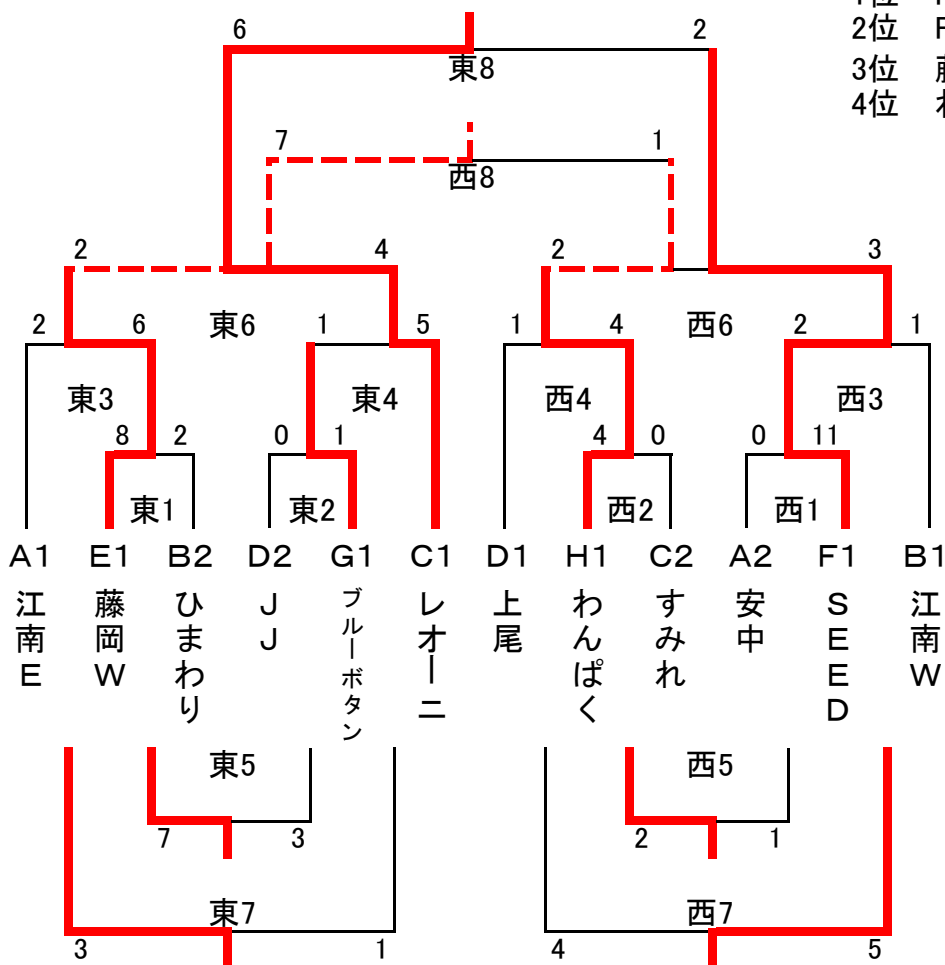 6
2
2位
3位
4位
東8
7
1
西8
2
4
2
3
2
6
東6
1
5
1
4
西6
2
1
東3
東4
西4
西3
8
2
0
1
4
0
0
11
東1
東2
西2
西1
A1 E1 B2 D2 G1 C1 D1 H1 C2 A2 F1 B1
江南E
藤岡W
ひまわり
JJ
ブルーボタン
レオーニ
上尾
わんぱく
すみれ
安中
SEED
江南W
東5
西5
7
3
2
1
東7
西7
3
1
4
5